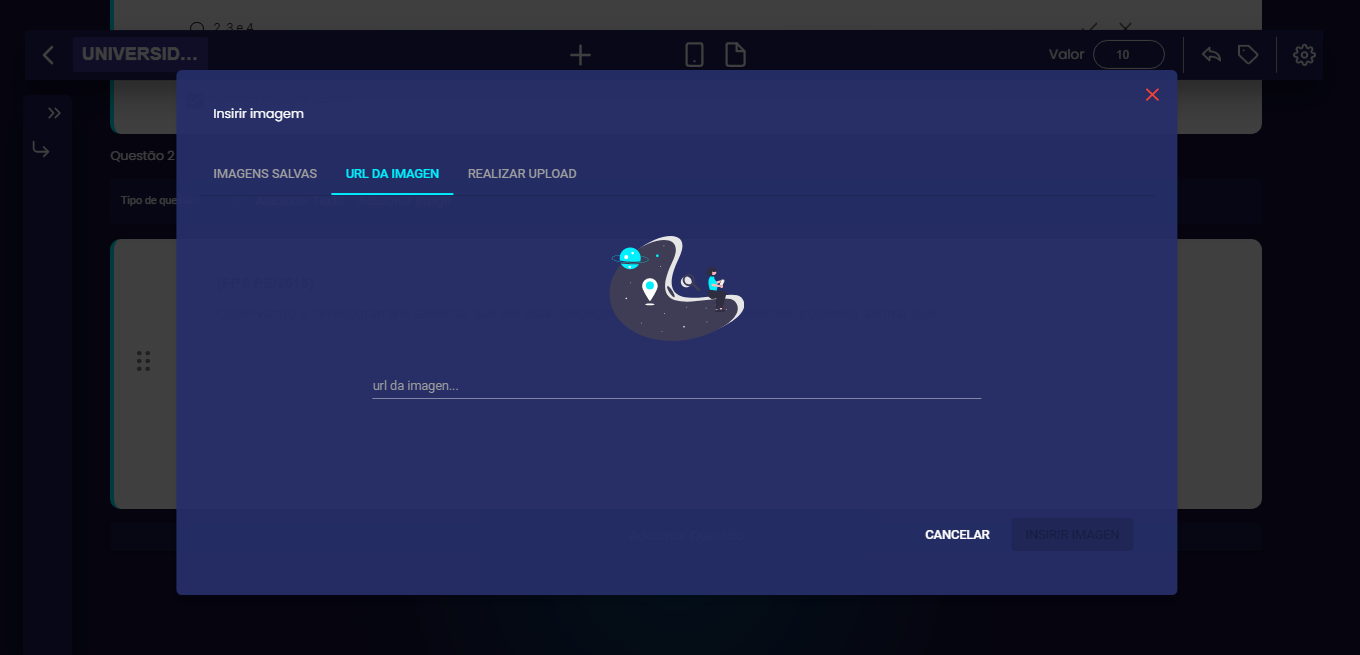 2, 3 e 4
UNIVERSID...
Valor
10
Insirir imagem
Questão 2
IMAGENS SALVAS
URL DA IMAGEN
REALIZAR UPLOAD
Tipo de que
url da imagen...
CANCELAR
INSIRIR IMAGEN